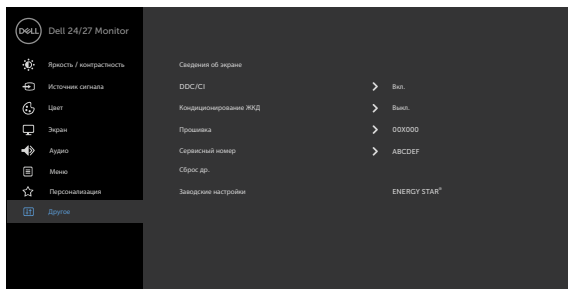 DELL Dell 24/27 Monitor
Яркость / контрастность
Сведения об экране
Источник сигнала
DDC/CI
Вкл.
Цвет
Кондиционирование ЖКД
Выкл.
Экран
Прошивка
00X000
Аудио
Сервисный номер
ABCDEF
Меню
Сброс др.
Персонализация
Заводские настройки
ENERGY STAR®
Другое